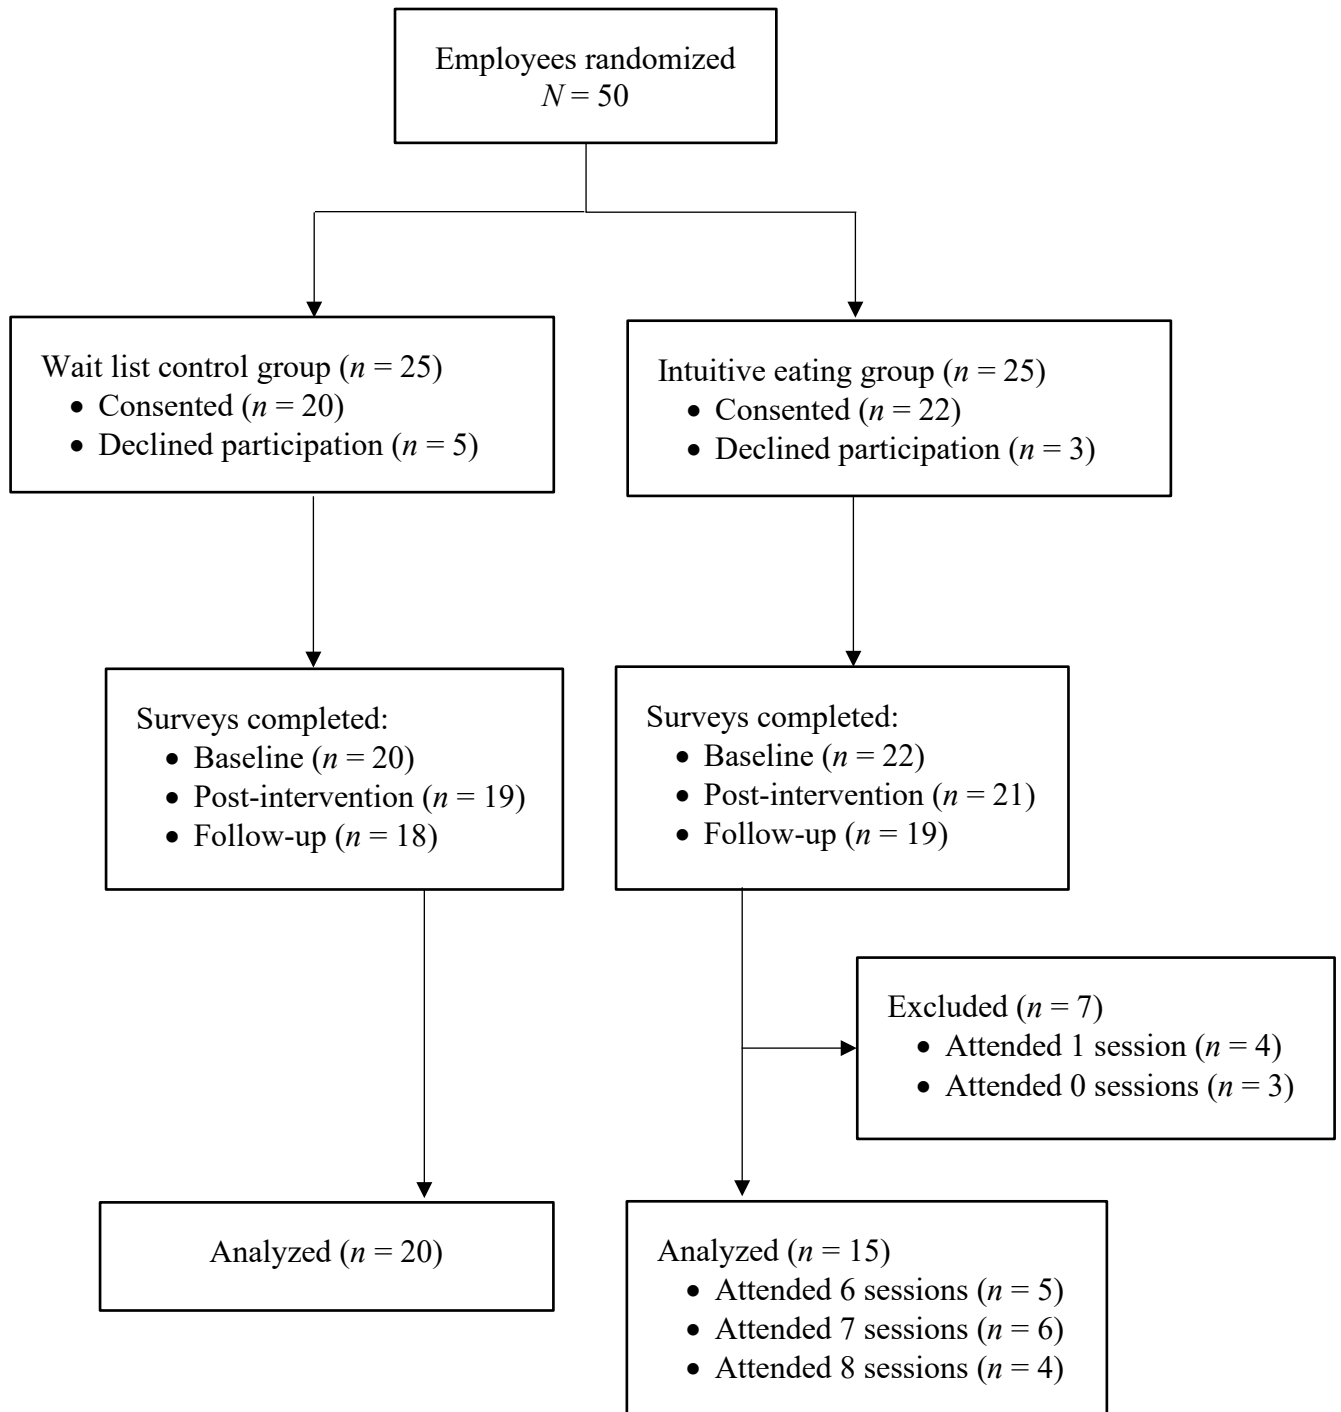 Employees randomized
N = 50
Wait list control group (n = 25)
• Consented (n = 20)
• Declined participation (n = 5)
Intuitive eating group (n = 25)
• Consented (n = 22)
• Declined participation (n = 3)
Surveys completed:
• Baseline (n = 20)
• Post-intervention (n = 19)
• Follow-up (n = 18)
Surveys completed:
• Baseline (n = 22)
• Post-intervention (n = 21)
• Follow-up (n = 19)
Excluded (n = 7)
• Attended 1 session (n = 4)
• Attended 0 sessions (n = 3)
Analyzed (n = 20)
Analyzed (n = 15)
• Attended 6 sessions (n = 5)
• Attended 7 sessions (n = 6)
• Attended 8 sessions (n = 4)